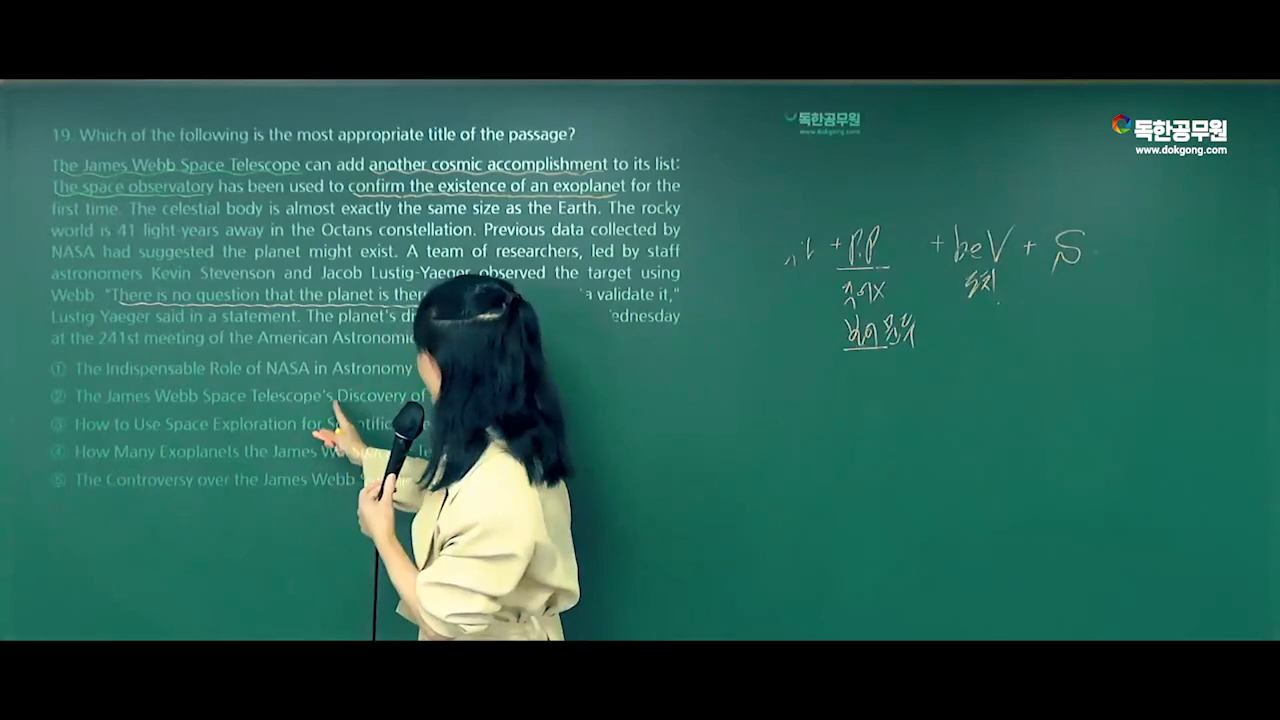 19. Which of the following is the most appropriate title of the passage?
The James Webb Space Telescope can add another cosmic accomplishment to its list:
The space observatory has been used to confirm the existence of an exoplanet for the
first time. The celestial body is almost exactly the same size as the Earth. The rocky
world is 41 light-years away in the Octans constellation. Previous data collected by
NASA had suggested the planet might exist. A team of researchers, led by staff
astronomers Kevin Stevenson and Jacob Lustig-Yaeger observed the target using
Webb. "There is no question that the planet is there a validate it,"
Lustig Yaeger said in a statement. The planet's Wednesday
at the 241st meeting of the American
① The Indispensable Role of NASA in Astronomy
② The James Webb Space Telescope's Discovery of
③ How to Use Space Exploration for
④ How Many Exoplanets the James
⑤ The Controversy over the James Webb
독한공무원
www.dokgong.com
독한공무원
www.dokgong.com
+ P.P + beV + S